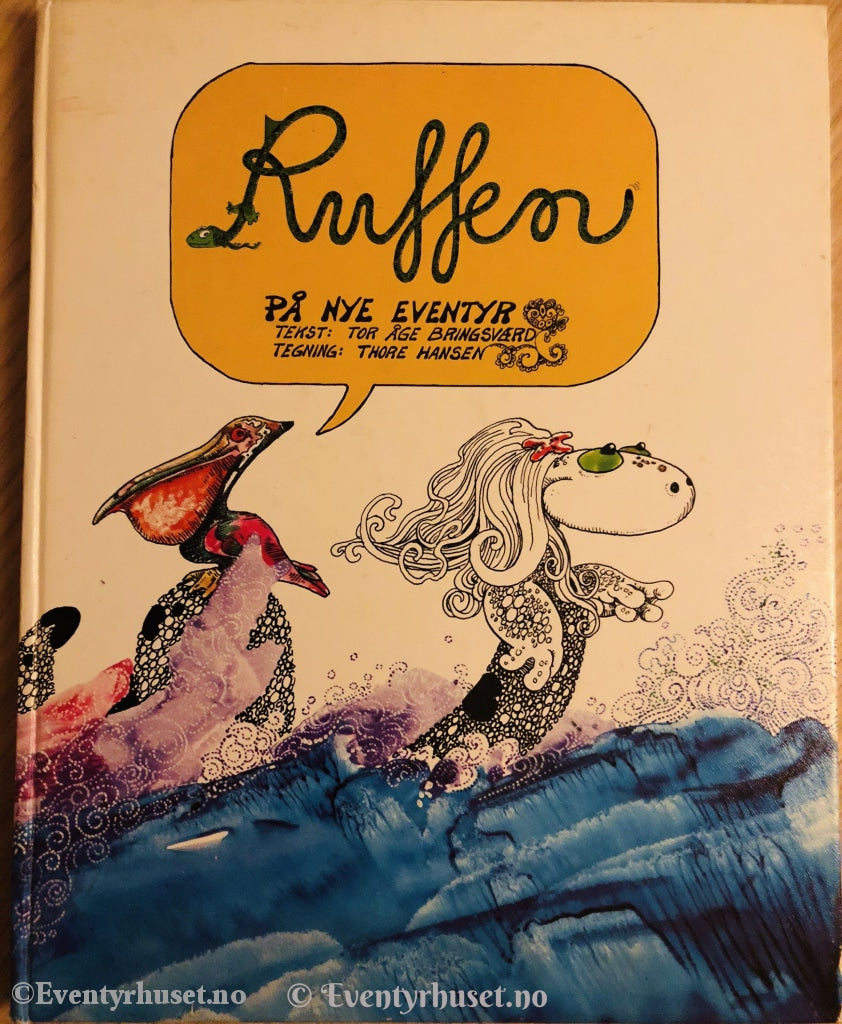 Ruffen
PÅ NYE EVENTYR
TEKST: TOR ÅGE BRINGSVÆRD
TEGNING: THORE HANSEN
©Eventyrhuset.no © Eventyrhuset.no